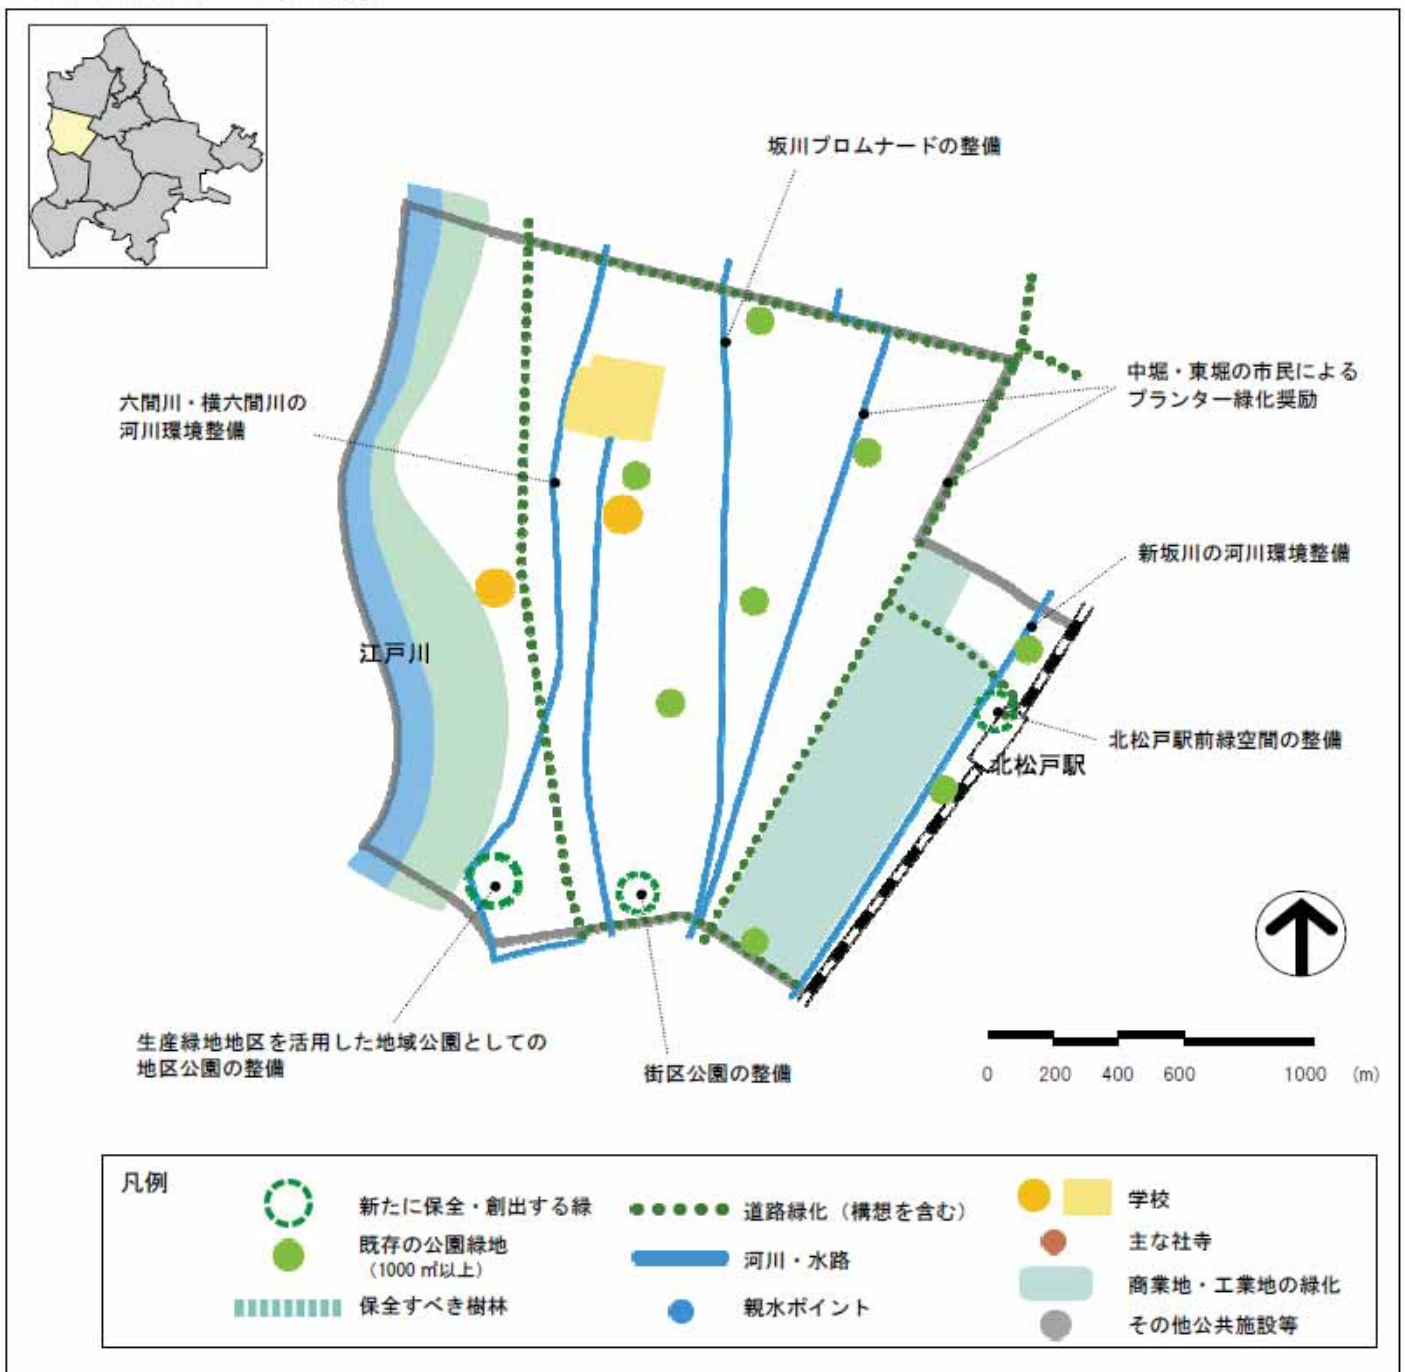 坂川プロムナードの整備
中堀・東堀の市民による
プランター緑化奨励
六間川・横六間川の
河川環境整備
新坂川の河川環境整備
江戸川
北松戸駅前緑空間の整備
北松戸駅
生産緑地地区を活用した地域公園としての
地区公園の整備
街区公園の整備
0 200 400 600 1000 (m)
凡例
新たに保全・創出する緑
既存の公園緑地
(1000 ㎡以上)
保全すべき樹林
道路緑化（構想を含む）
河川・水路
親水ポイント
学校
主な社寺
商業地・工業地の緑化
その他公共施設等